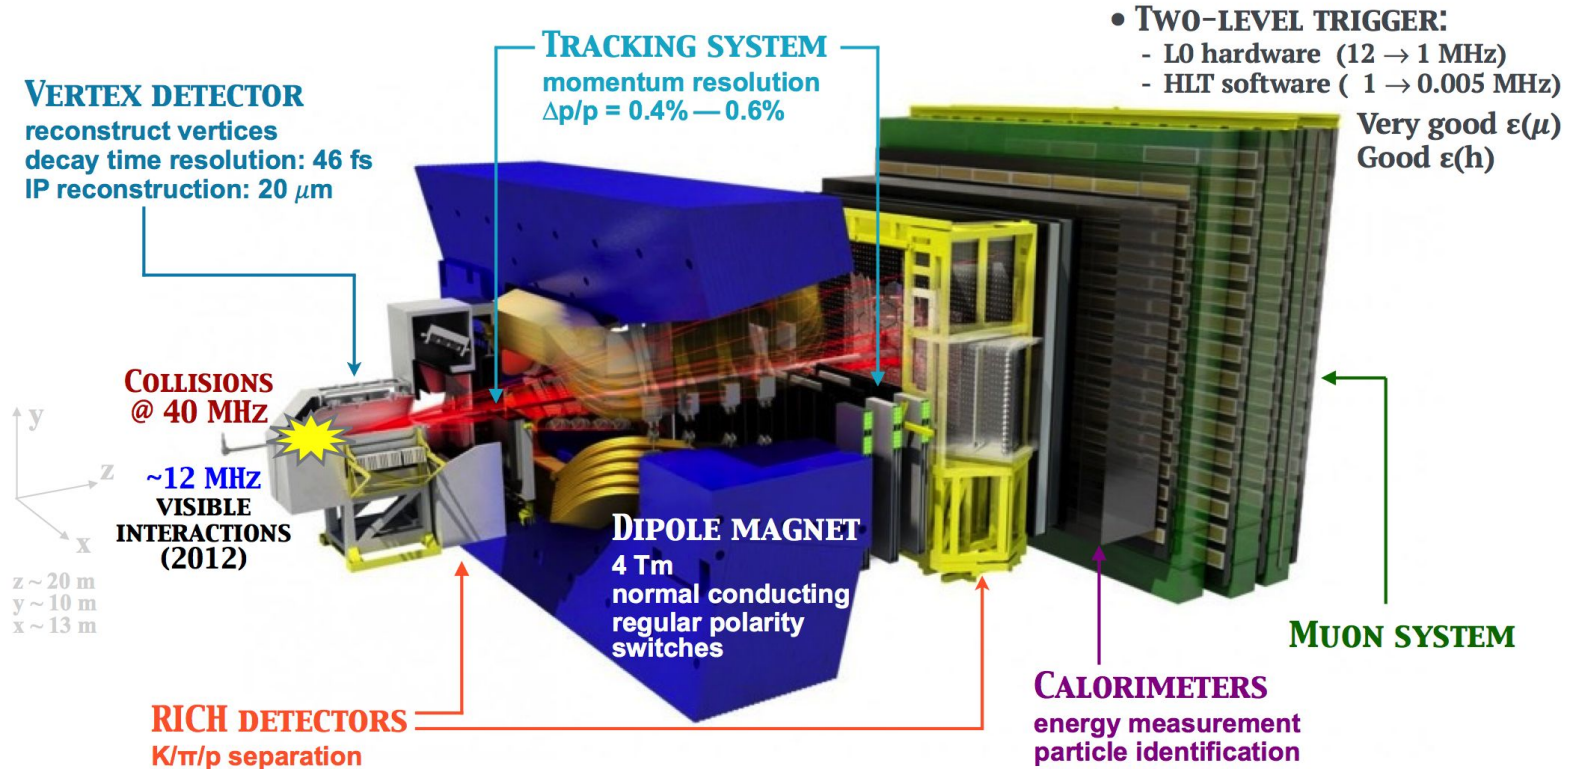 • TWO-LEVEL TRIGGER:
- L0 hardware (12 → 1 MHz)
- HLT software ( 1 → 0.005 MHz)
Very good ε(μ)
Good ε(h)
TRACKING SYSTEM
momentum resolution
Δp/p = 0.4% — 0.6%
VERTEX DETECTOR
reconstruct vertices
decay time resolution: 46 fs
IP reconstruction: 20 μm
COLLISIONS
@ 40 MHz
~12 MHz
VISIBLE
INTERACTIONS
(2012)
y
z
x
z ~ 20 m
y ~ 10 m
x ~ 13 m
DIPOLE MAGNET
4 Tm
normal conducting
regular polarity
switches
MUON SYSTEM
CALORIMETERS
energy measurement
particle identification
RICH DETECTORS
K/π/p separation